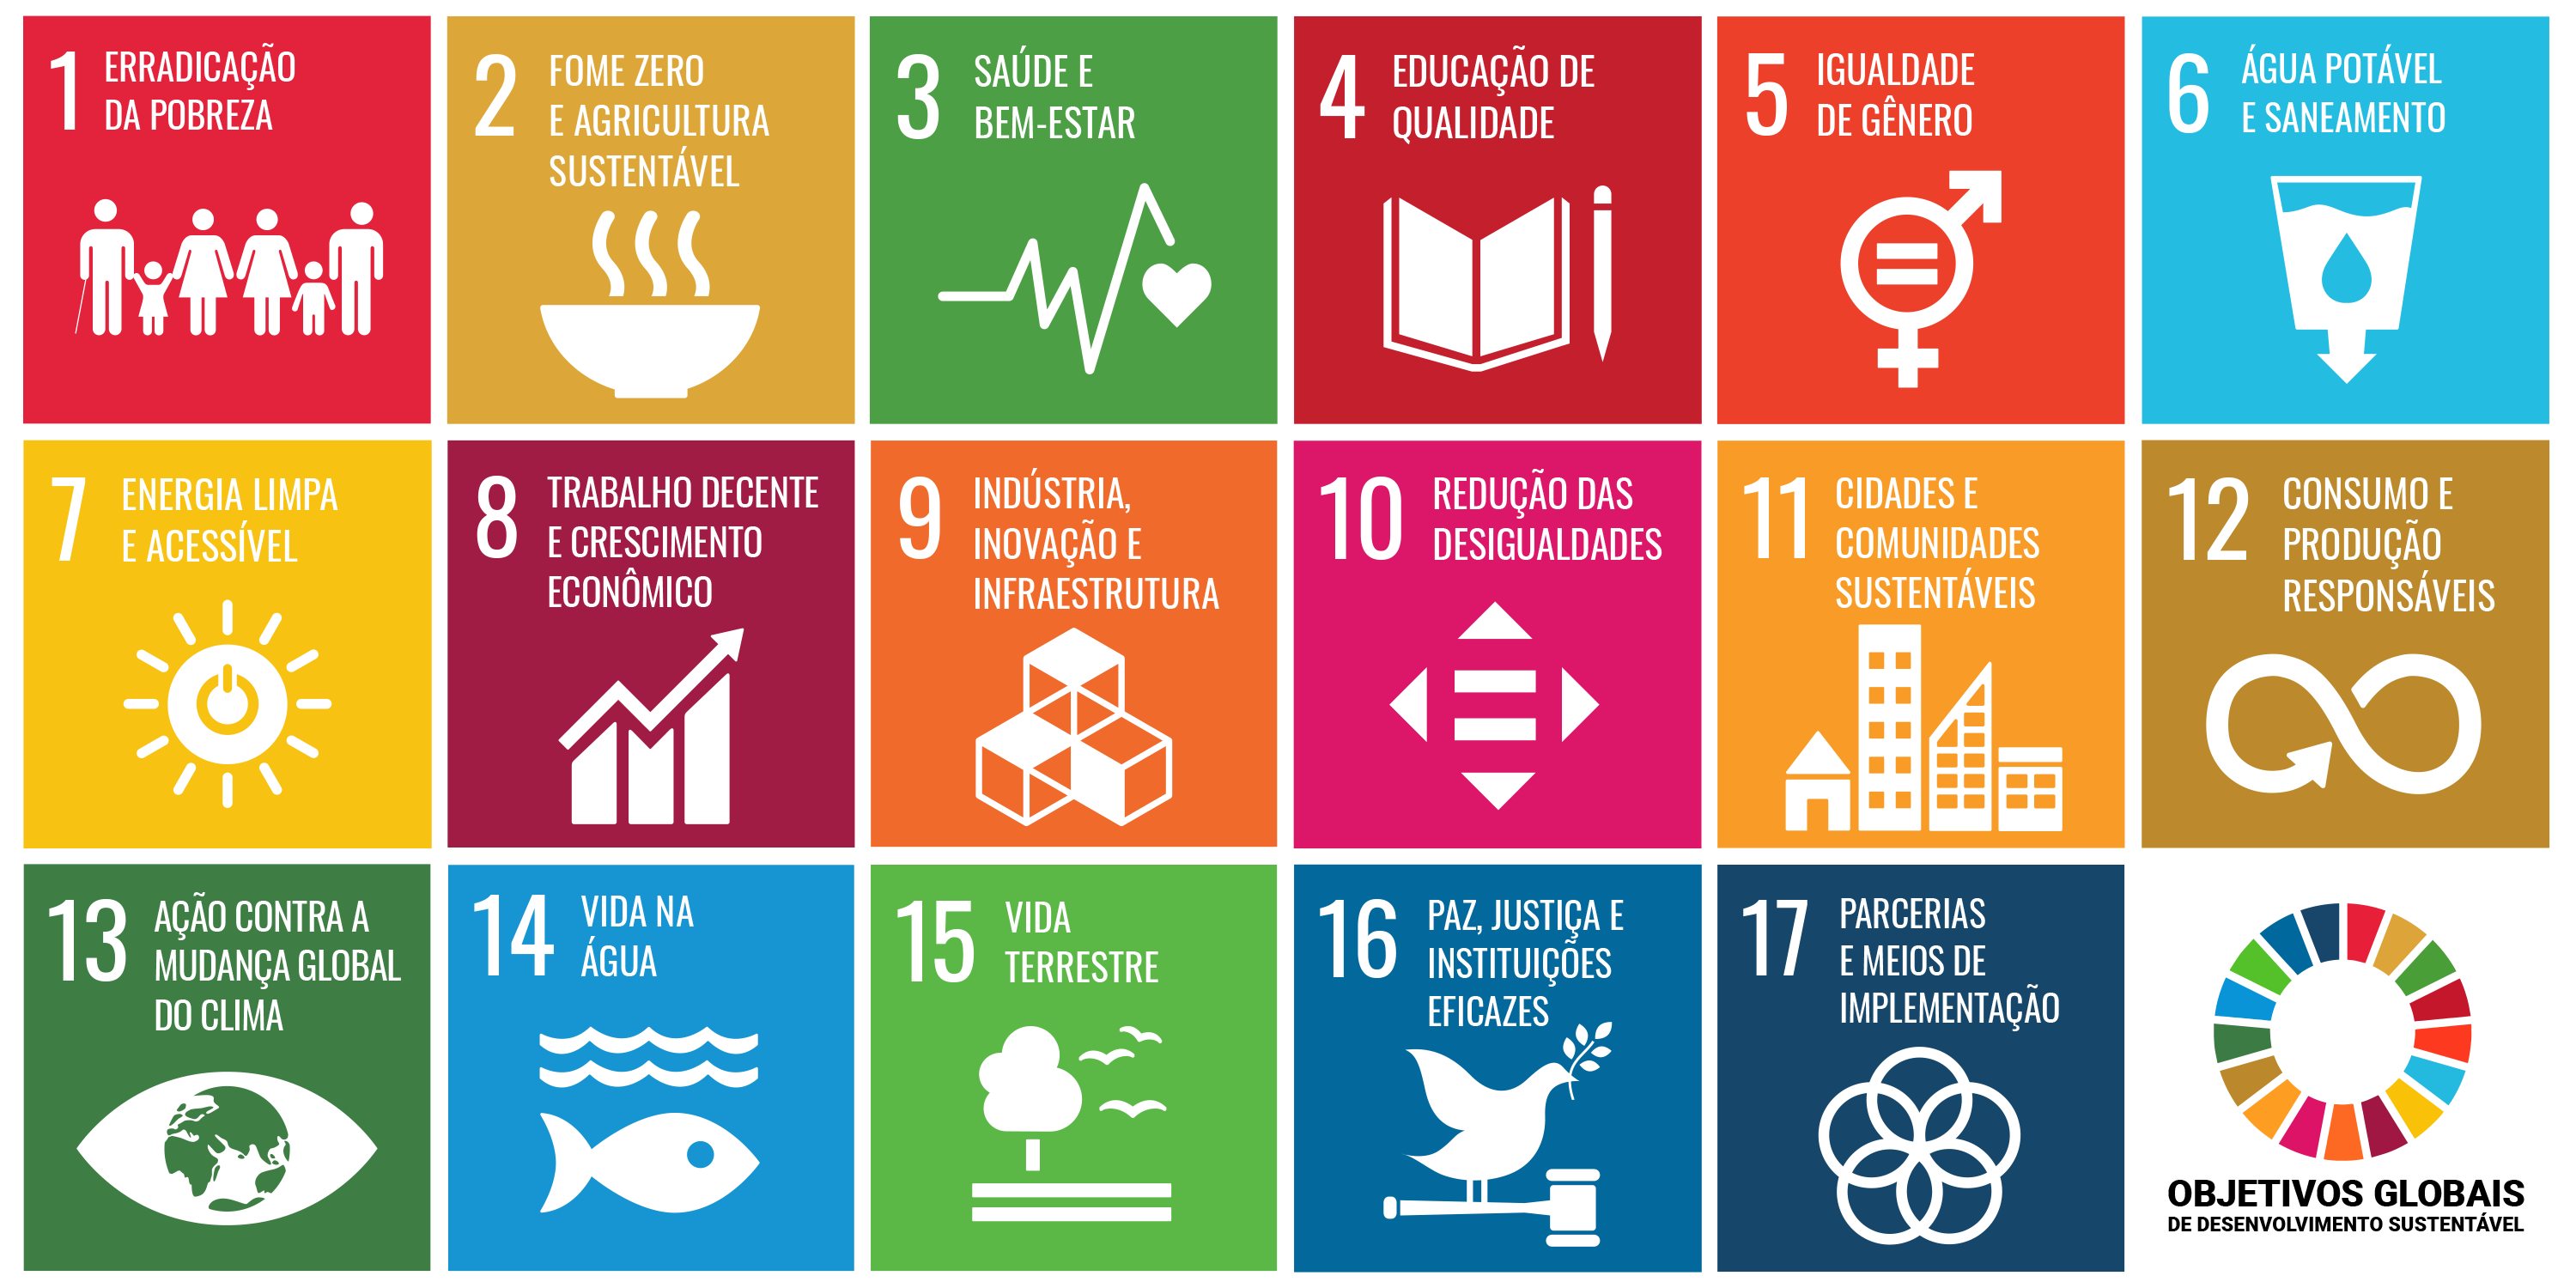 1 ERRADICAÇÃO
DA POBREZA
2 FOME ZERO
E AGRICULTURA
SUSTENTÁVEL
3 SAÚDE E
BEM-ESTAR
4 EDUCAÇÃO DE
QUALIDADE
5 IGUALDADE
DE GÊNERO
6 ÁGUA POTÁVEL
E SANEAMENTO
7 ENERGIA LIMPA
E ACESSÍVEL
8 TRABALHO DECENTE
E CRESCIMENTO
ECONÔMICO
9 INDÚSTRIA,
INOVAÇÃO E
INFRAESTRUTURA
10 REDUÇÃO DAS
DESIGUALDADES
11 CIDADES E
COMUNIDADES
SUSTENTÁVEIS
12 CONSUMO E
PRODUÇÃO
RESPONSÁVEIS
13 AÇÃO CONTRA A
MUDANÇA GLOBAL
DO CLIMA
14 VIDA NA
ÁGUA
15 VIDA
TERRESTRE
16 PAZ, JUSTIÇA E
INSTITUIÇÕES
EFICAZES
17 PARCERIAS
E MEIOS DE
IMPLEMENTAÇÃO
OBJETIVOS GLOBAIS
DE DESENVOLVIMENTO SUSTENTÁVEL